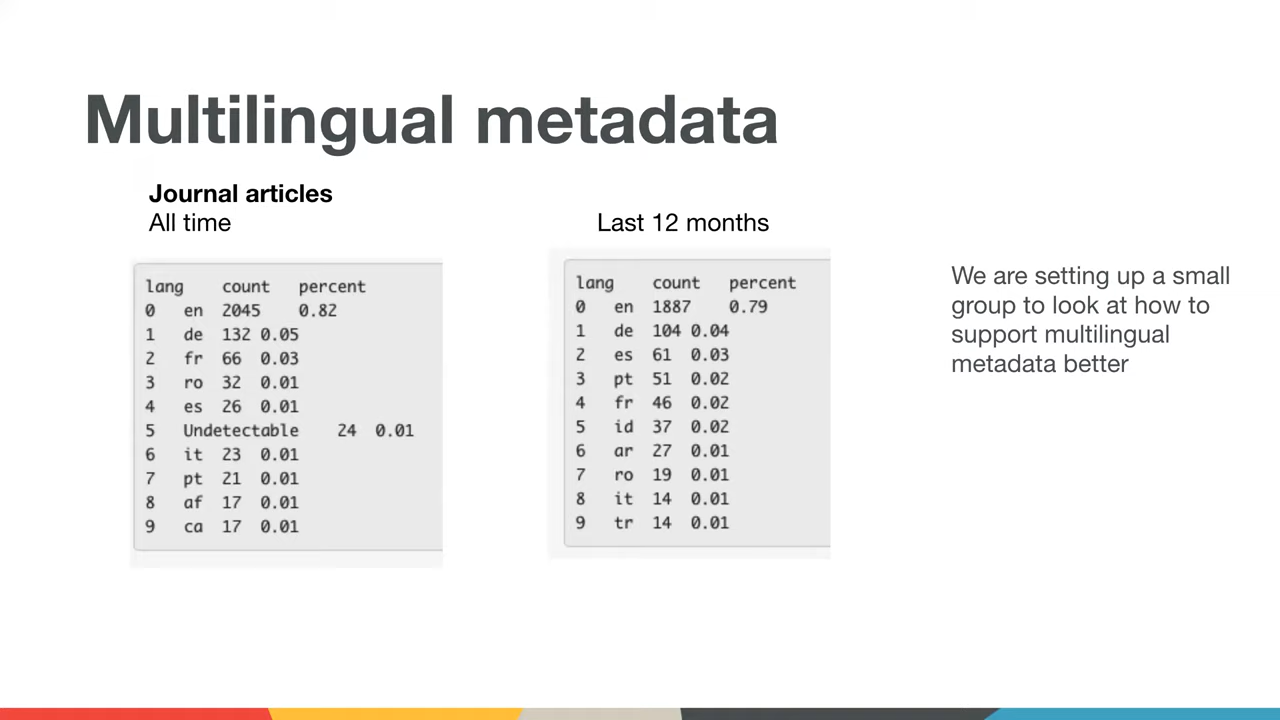 Multilingual metadata
Journal articles
All time
lang count percent
0 en 2045 0.82
1 de 132 0.05
2 fr 66 0.03
3 ro 32 0.01
4 es 26 0.01
5 Undetectable 24 0.01
6 it 23 0.01
7 pt 21 0.01
8 af 17 0.01
9 ca 17 0.01
Last 12 months
lang count percent
0 en 1887 0.79
1 de 104 0.04
2 es 61 0.03
3 pt 51 0.02
4 fr 46 0.02
5 id 37 0.02
6 ar 27 0.01
7 ro 19 0.01
8 it 14 0.01
9 tr 14 0.01
We are setting up a small
group to look at how to
support multilingual
metadata better